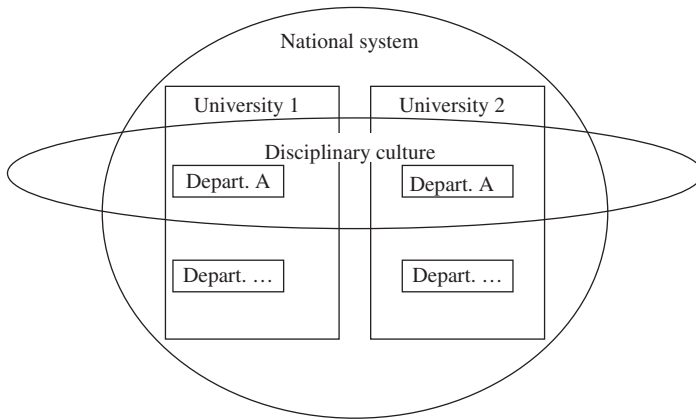 National system
University 1
University 2
Disciplinary culture
Depart. A
Depart. A
Depart. …
Depart. …